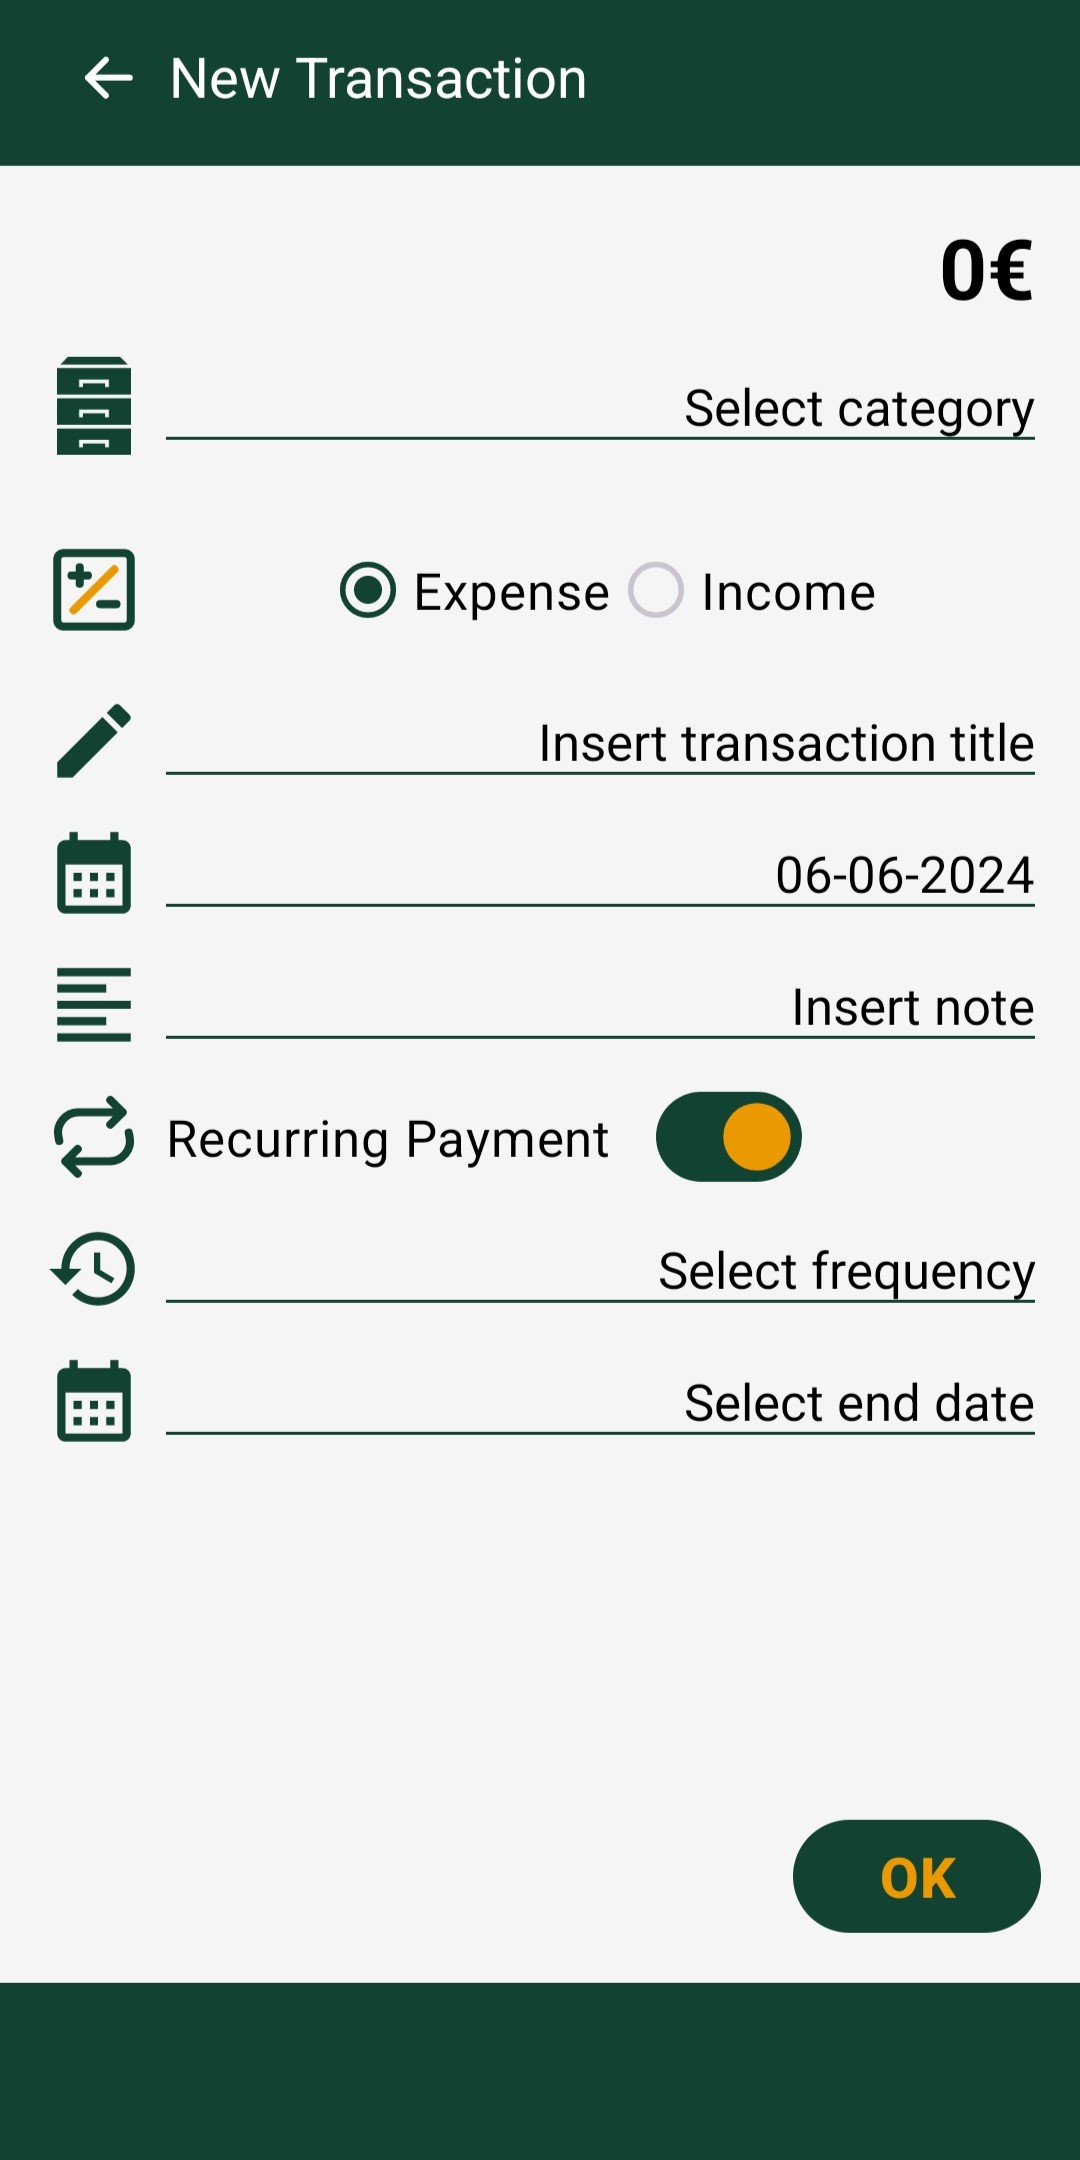 New Transaction
0€
Select category
Expense Income
Insert transaction title
06-06-2024
Insert note
Recurring Payment
Select frequency
Select end date
OK